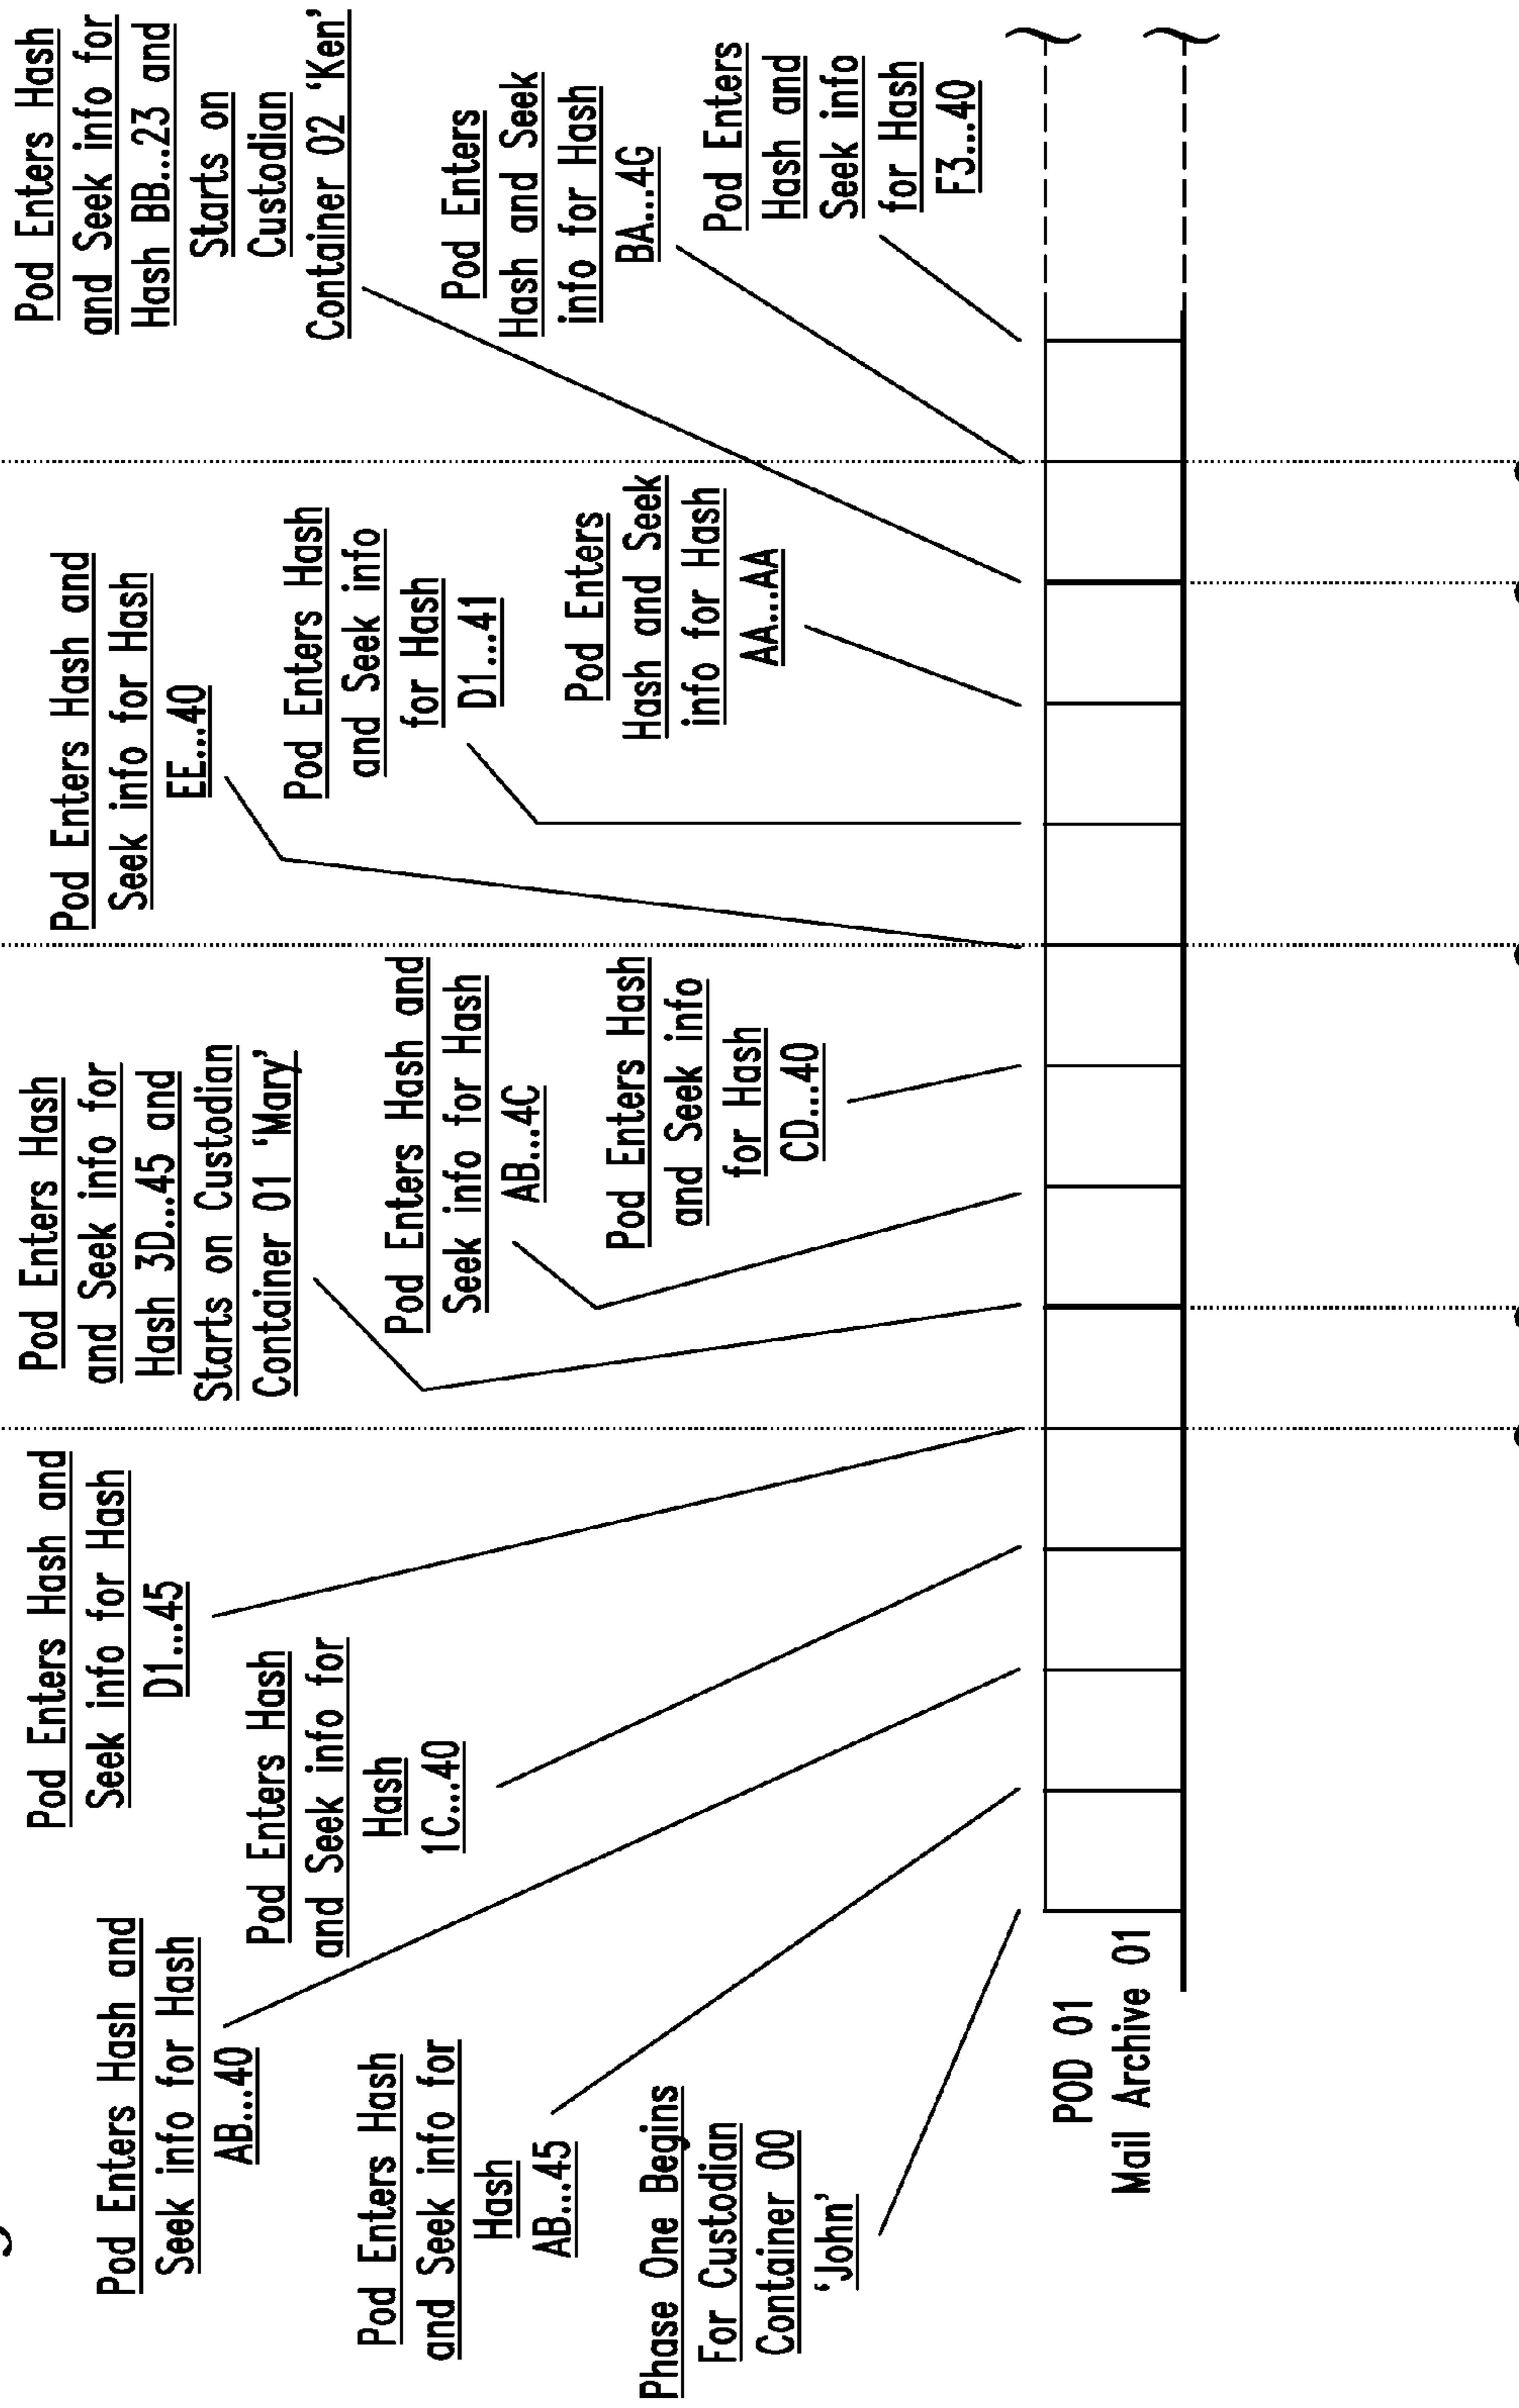 Phase One Begins
For Custodian
Container 00
'John'
Pod Enters Hash
and Seek info for
Hash
AB...45
Pod Enters Hash and
Seek info for Hash
AB...40
Pod Enters Hash
and Seek info for
Hash
1C...40
Pod Enters Hash and
Seek info for Hash
D1...45
Pod Enters Hash
and Seek info for
Hash 3D...45 and
Starts on Custodian
Container 01 'Mary'
Pod Enters Hash and
Seek info for Hash
AB...4C
Pod Enters Hash
and Seek info
for Hash
CD...40
Pod Enters Hash and
Seek info for Hash
EE...40
Pod Enters Hash
and Seek info
for Hash
D1...41
Pod Enters
Hash and Seek
info for Hash
AA...AA
Pod Enters Hash
and Seek info for
Hash BB...23 and
Starts on
Custodian
Container 02 'Ken'
Pod Enters
Hash and Seek
info for Hash
BA...4G
Pod Enters
Hash and
Seek info
for Hash
F3...40
POD 01
Mail Archive 01